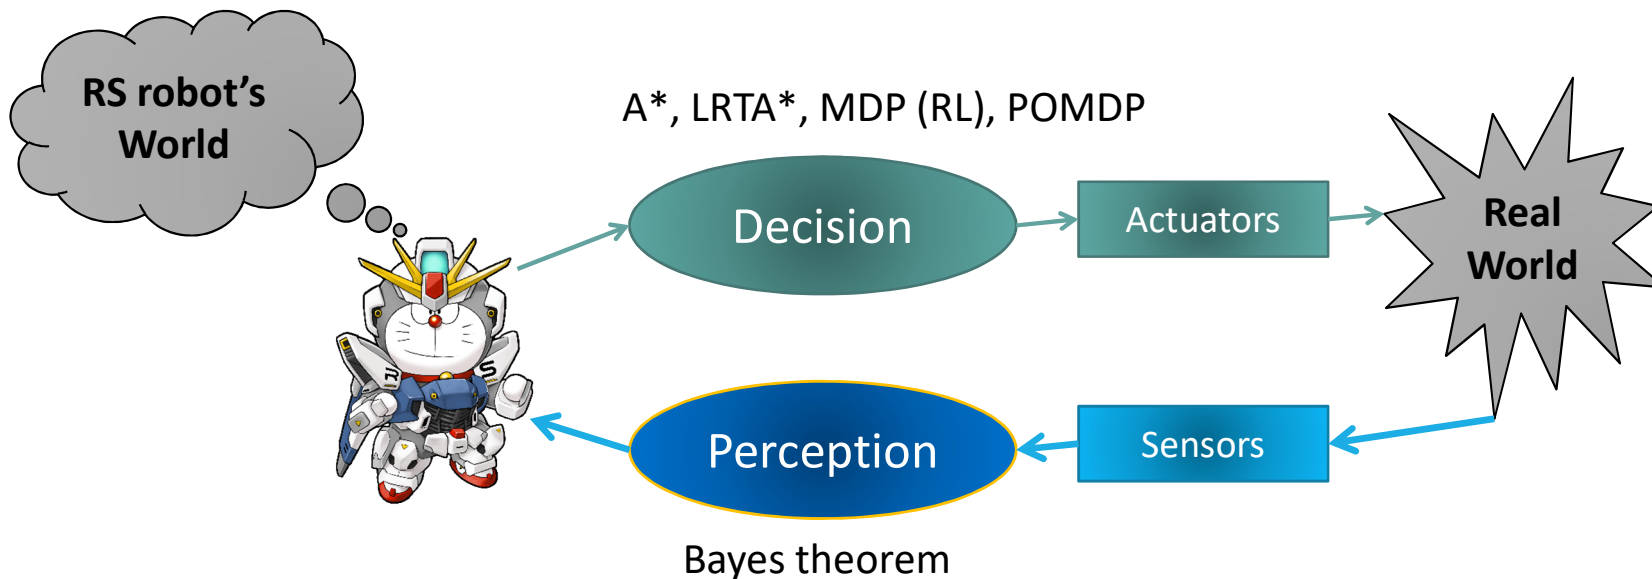 RS robot’s
World
A*, LRTA*, MDP (RL), POMDP
Decision
Actuators
Real
World
R
S
Perception
Sensors
Bayes theorem